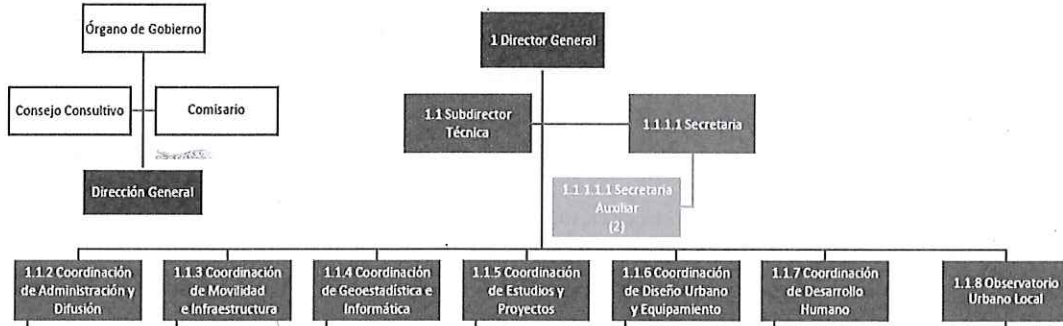 Órgano de Gobierno
Consejo Consultivo
Comisario
Dirección General
1 Director General
1.1 Subdirector
Técnica
1.1.1.1 Secretaria
1.1.1.1.1 Secretaria
Auxiliar
(2)
1.1.2 Coordinación
de Administración y
Difusión
1.1.3 Coordinación
de Movilidad
e Infraestructura
1.1.4 Coordinación
de Geoestadística e
Informática
1.1.5 Coordinación
de Estudios y
Proyectos
1.1.6 Coordinación
de Diseño Urbano
y Equipamiento
1.1.7 Coordinación
de Desarrollo
Humano
1.1.8 Observatorio
Urbano Local